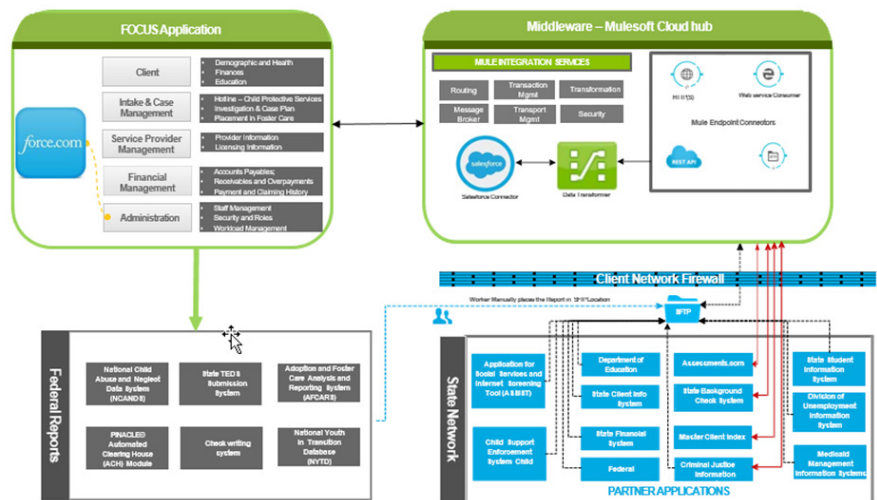 FOCUS Application
force.com
Client
Demographic and Health
Finances
Education
Intake & Case
Management
Hotline – Child Protective Services
Investigation & Case Plan
Placement in Foster Care
Service Provider
Management
Provider Information
Licensing Information
Financial
Management
Accounts Payables;
Receivables and Overpayments
Payment and Claiming History
Administration
Staff Management
Security and Roles
Workload Management
Middleware – Mulesoft Cloud hub
MULE INTEGRATION SERVICES
Routing
Transaction
Mgmt
Transformation
Message
Broker
Transport
Mgmt
Security
salesforce
Salesforce Connector
Data Transformer
Web service Consumer
Mule Endpoint Connectors
REST API
Client Network Firewall
Worker Manually places the Report in SFTP Location
SFTP
Federal Reports
National Child
Abuse and Neglect
Data System
(NCANDS)
State TEDS
Submission
System
Adoption and Foster
Care Analysis and
Reporting System
(AFCARS)
PINACLED
Automated
Clearing House
(ACH) Module
Check writing
system
National Youth
in Transition
Database
(NYTD)
State Network
Application for
Social Services and
Internet Screening
Tool (ASSIST)
Department of
Education
Assessments.com
State Student
Information
System
State Client Info
System
State Background
Check System
Division of
Unemployment
Information
System
Child Support
Enforcement
System Child
State Financial
System
Master Client Index
Federal
Criminal Justice
Information
Medicaid
Management
Information Systems
PARTNER APPLICATIONS